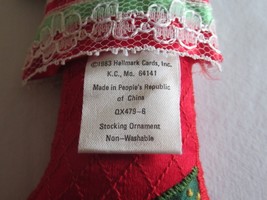 ©1983 Hallmark Cards, Inc.
K.C., Mo. 64141
Made in People's Republic
of China
QX479-6
Stocking Ornament
Non-Washable